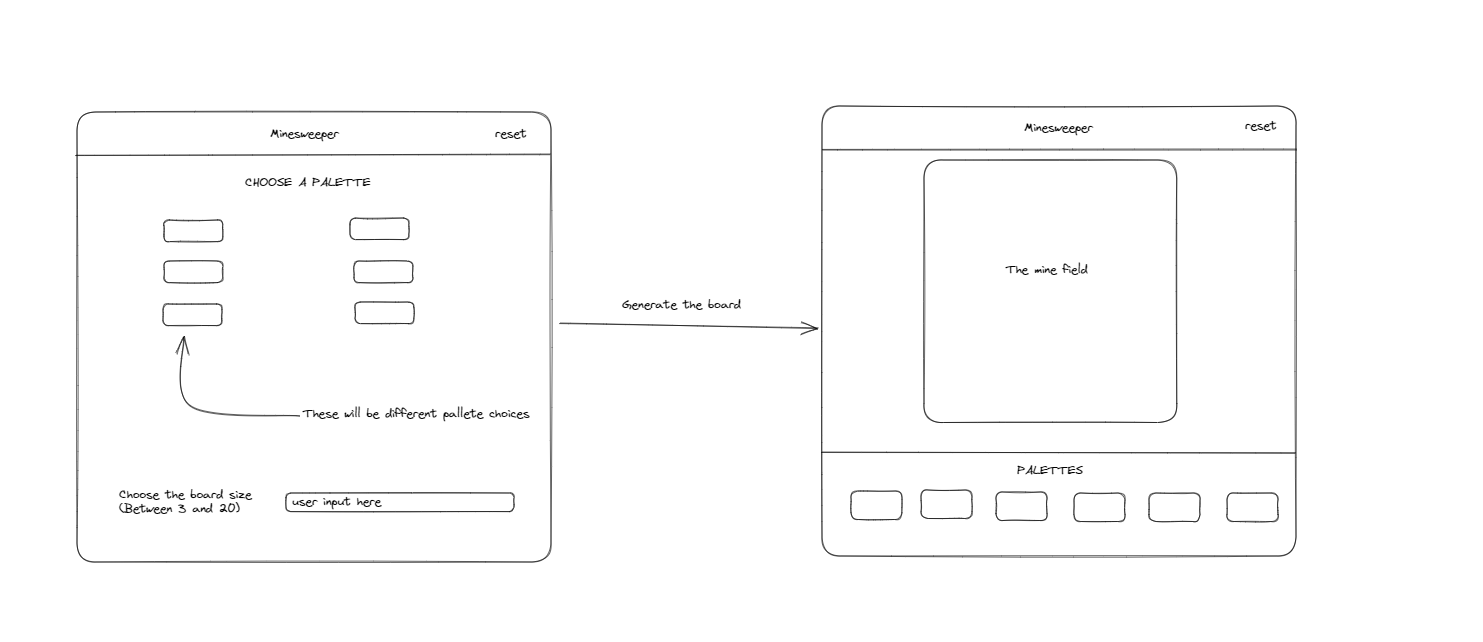 Minesweeper
reset
CHOOSE A PALETTE
These will be different pallete choices
Choose the board size
(Between 3 and 20)
user input here
Generate the board
Minesweeper
reset
The mine field
PALETTES